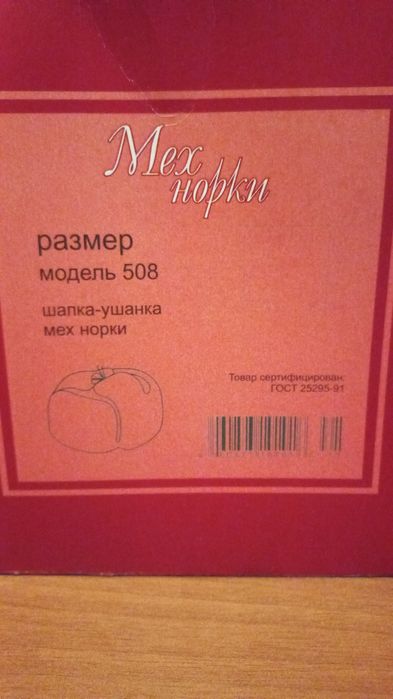 Мех
норки
размер
модель 508
шапка-ушанка
мех норки
Товар сертифицирован:
ГОСТ 25295-91